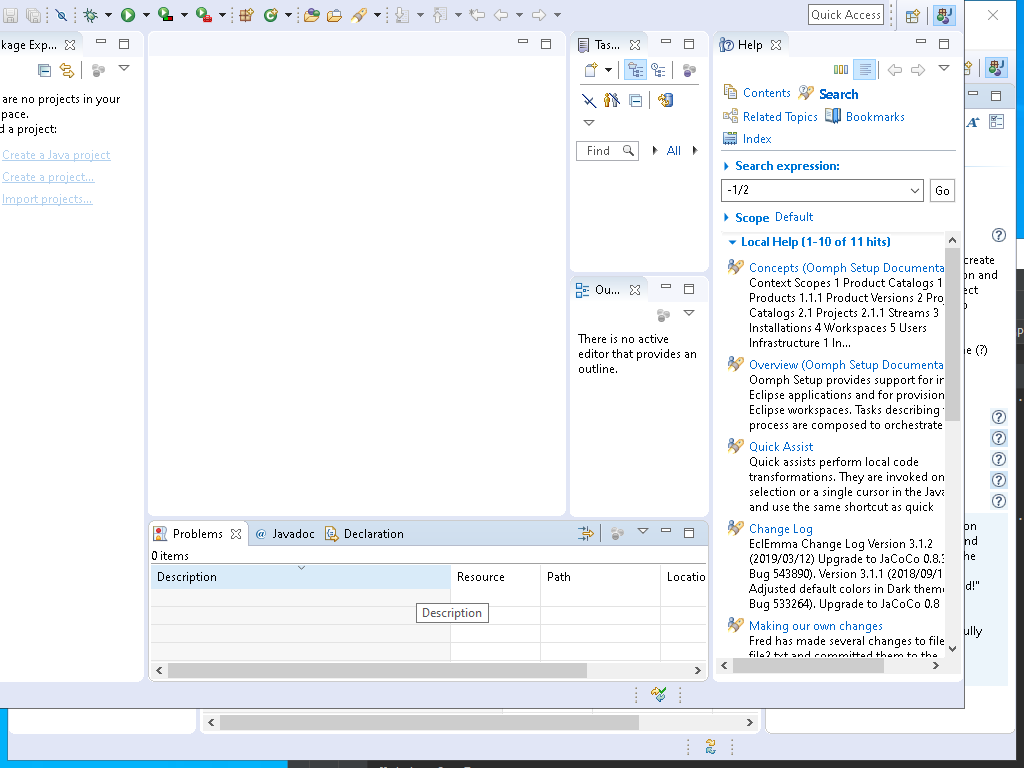 Quick Access
kage Exp...
Tas...
Help
are no projects in your
pace.
d a project:
Create a Java project
Create a project...
Import projects...
Find
All
Contents
Search
Related Topics
Bookmarks
Index
Search expression:
-1/2
Go
Scope Default
Local Help (1-10 of 11 hits)
Concepts (Oomph Setup Documenta
Context Scopes 1 Product Catalogs 1
Products 1.1.1 Product Versions 2 Proj
Catalogs 2.1 Projects 2.1.1 Streams 3
Installations 4 Workspaces 5 Users
Infrastructure 1 In...
Overview (Oomph Setup Documenta
Oomph Setup provides support for in
Eclipse applications and for provision
Eclipse workspaces. Tasks describing
process are composed to orchestrate
Quick Assist
Quick assists perform local code
transformations. They are invoked on
selection or a single cursor in the Java
and use the same shortcut as quick
Change Log
EclEmma Change Log Version 3.1.2
(2019/03/12) Upgrade to JaCoCo 0.8.3
Bug 543890). Version 3.1.1 (2018/09/1
Adjusted default colors in Dark theme
Bug 533264). Upgrade to JaCoCo 0.8
Making our own changes
Fred has made several changes to file
file2.txt and committed them to the
Ou...
There is no active
editor that provides an
outline.
Problems
@ Javadoc
Declaration
0 items
Description
Resource
Path
Locatio
Description
create
on and
ect
e (?)
on
nd
the
d!"
ully